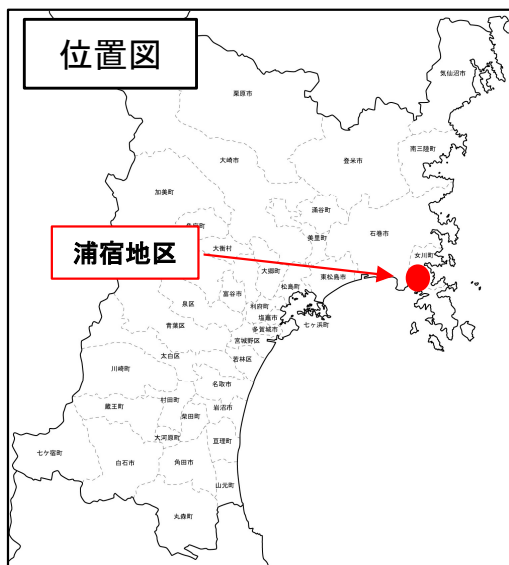 位置図
気仙沼市
栗原市
南三陸町
大崎市
登米市
加美町
涌谷町
石巻市
色麻町
美里町
大衡村
女川町
浦宿地区
大郷町
東松島市
松島町
富谷市
泉区
利府町
塩竈市
七ヶ浜町
青葉区
多賀城市
宮城野区
太白区
若林区
川崎町
名取市
村田町
蔵王町
岩沼市
柴田町
大河原町
亘理町
七ケ宿町
白石市
角田市
山元町
丸森町